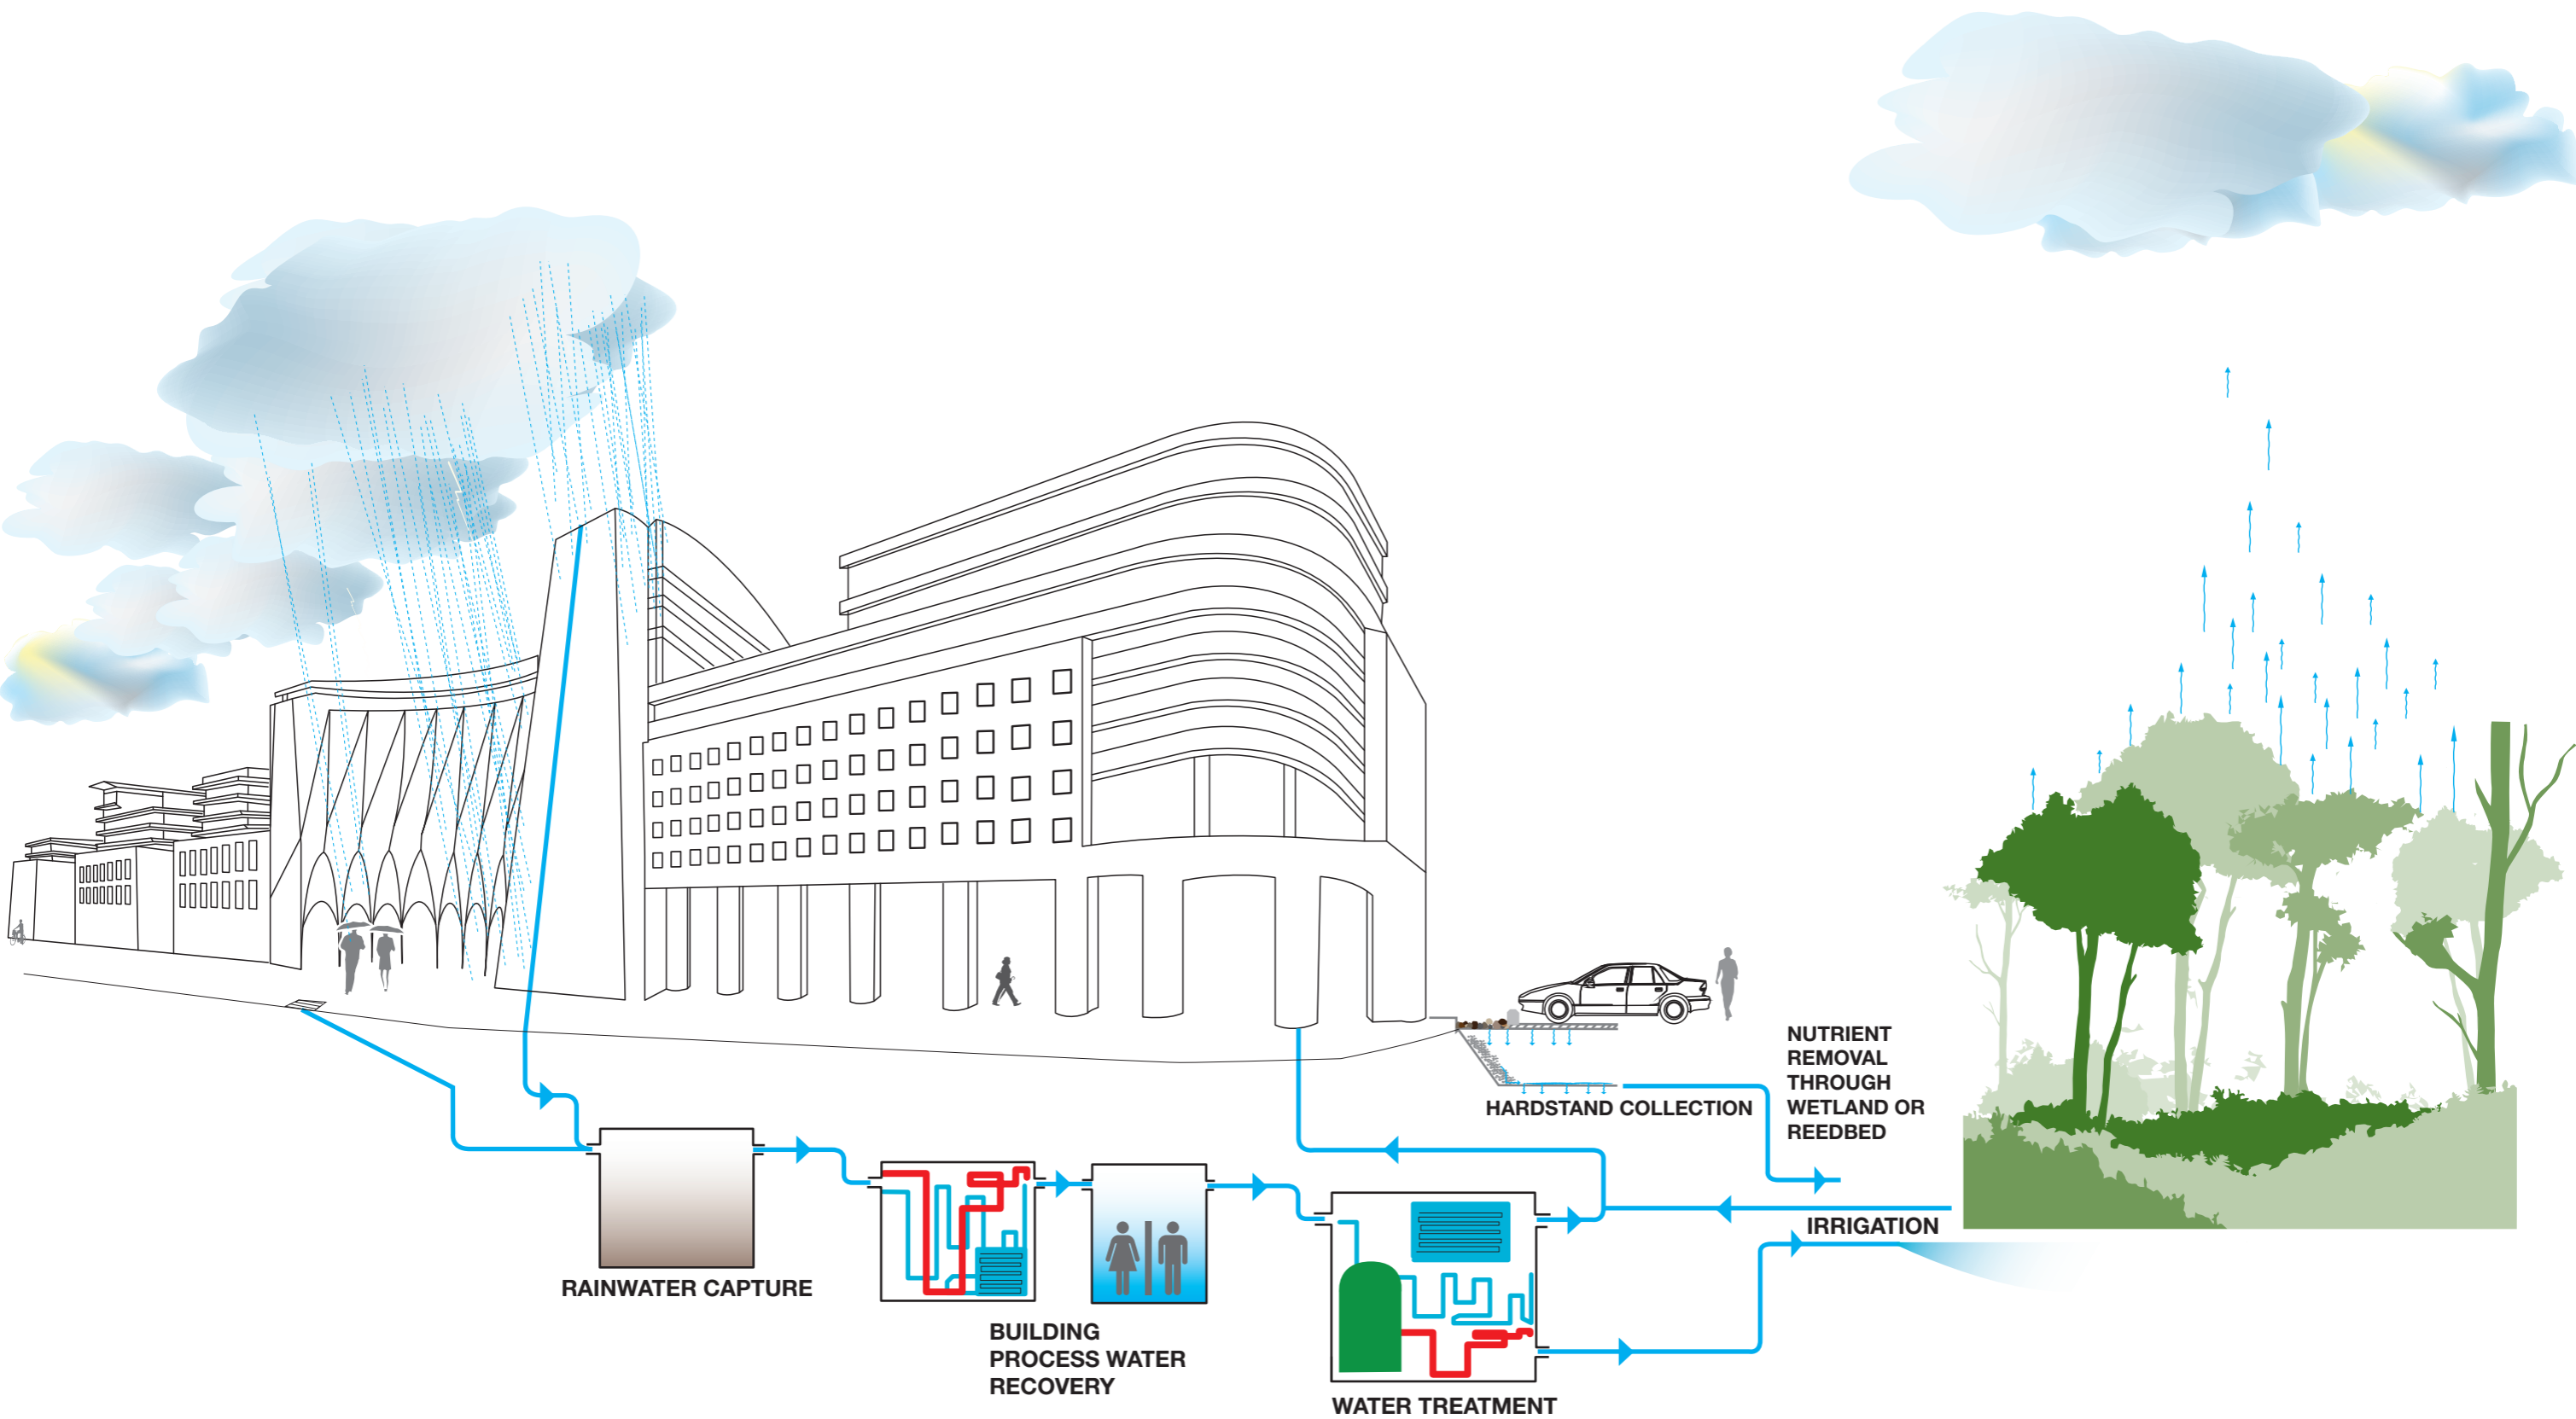 NUTRIENT
REMOVAL
THROUGH
WETLAND OR
REEDBED
HARDSTAND COLLECTION
IRRIGATION
RAINWATER CAPTURE
BUILDING
PROCESS WATER
RECOVERY
WATER TREATMENT